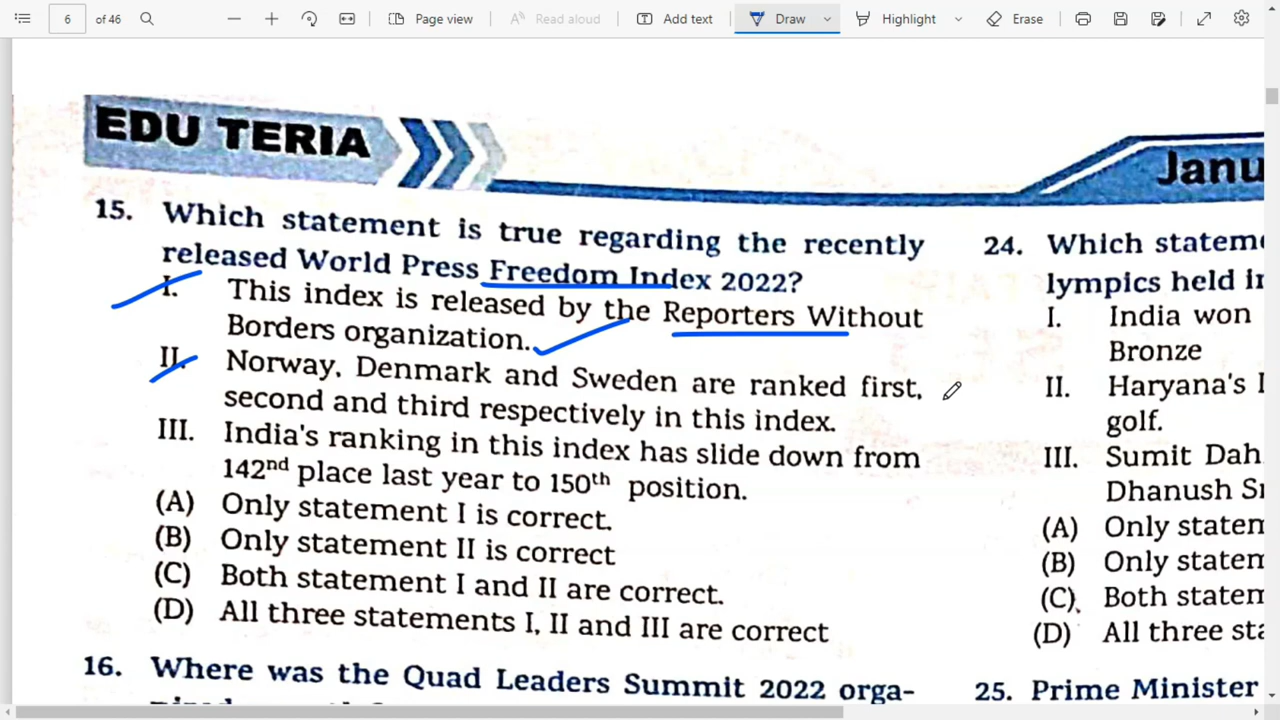 6 of 46 Page view Read aloud Add text Draw Highlight Erase
EDU TERIA
Janu
15. Which statement is true regarding the recently
released World Press Freedom Index 2022?
I. This index is released by the Reporters Without
Borders organization.
II. Norway, Denmark and Sweden are ranked first,
second and third respectively in this index.
III. India's ranking in this index has slide down from
142nd place last year to 150th position.
(A) Only statement I is correct.
(B) Only statement II is correct
(C) Both statement I and II are correct.
(D) All three statements I, II and III are correct
16. Where was the Quad Leaders Summit 2022 orga-
24. Which statem
lympics held in
I. India won
Bronze
II. Haryana's
golf.
III. Sumit Dah
Dhanush
(A) Only statem
(B) Only statem
(C). Both statem
(D) All three sta
25. Prime Minister